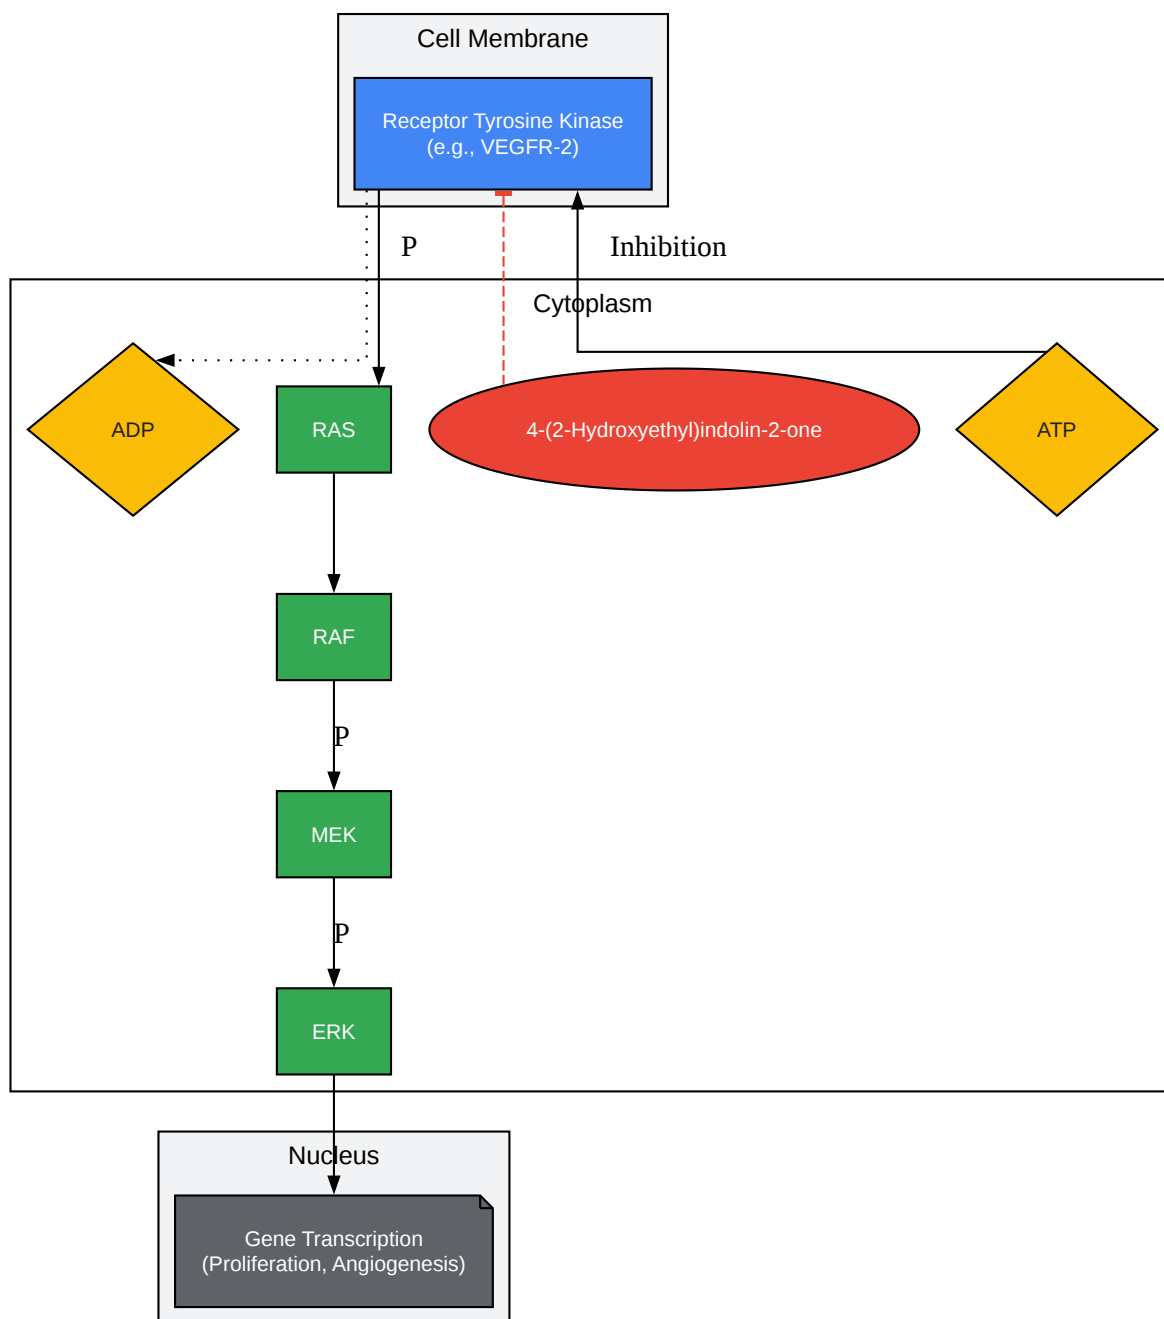 Cell Membrane
Receptor Tyrosine Kinase
(e.g., VEGFR-2)
P
Inhibition
Cytoplasm
ADP
RAS
4-(2-Hydroxyethyl)indolin-2-one
ATP
RAF
P
MEK
P
ERK
Nucleus
Gene Transcription
(Proliferation, Angiogenesis)